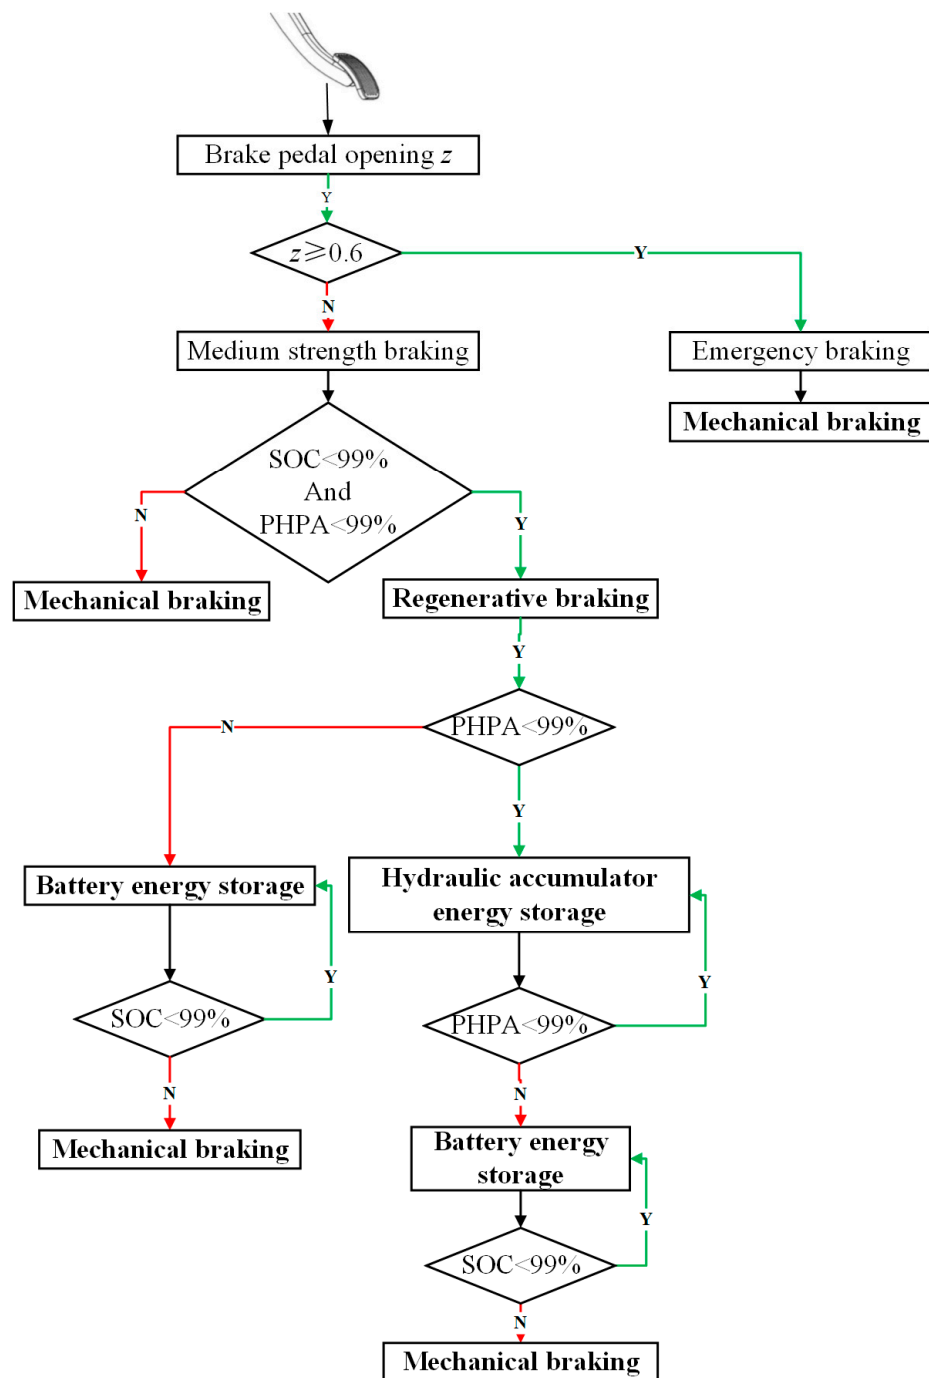 Brake pedal opening z
Y
z≥0.6
Y
N
Medium strength braking
Emergency braking
Mechanical braking
SOC<99%
And
PHPA<99%
N
Y
Mechanical braking
Regenerative braking
Y
PHPA<99%
N
Y
Battery energy storage
Hydraulic accumulator
energy storage
Y
Y
SOC<99%
PHPA<99%
N
N
Mechanical braking
Battery energy
storage
Y
SOC<99%
N
Mechanical braking